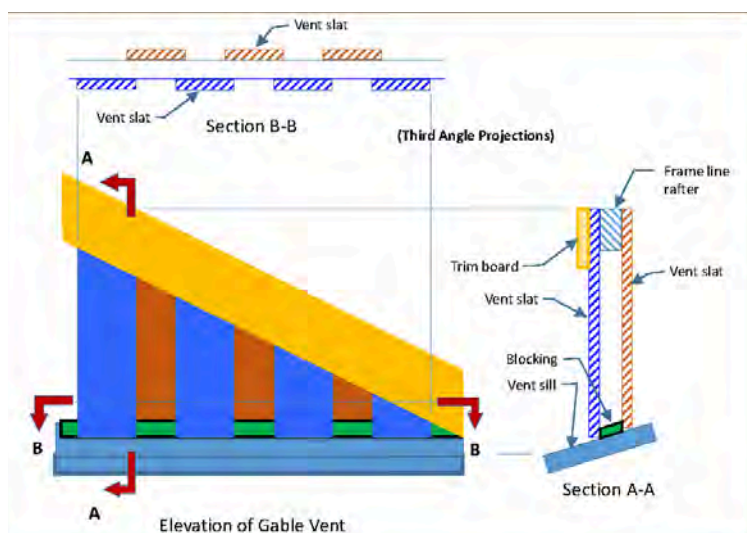 Vent slat
Vent slat
Section B-B
(Third Angle Projections)
A
Frame line
rafter
Trim board
Vent slat
Vent slat
Blocking
Vent sill
B
B
A
Section A-A
Elevation of Gable Vent